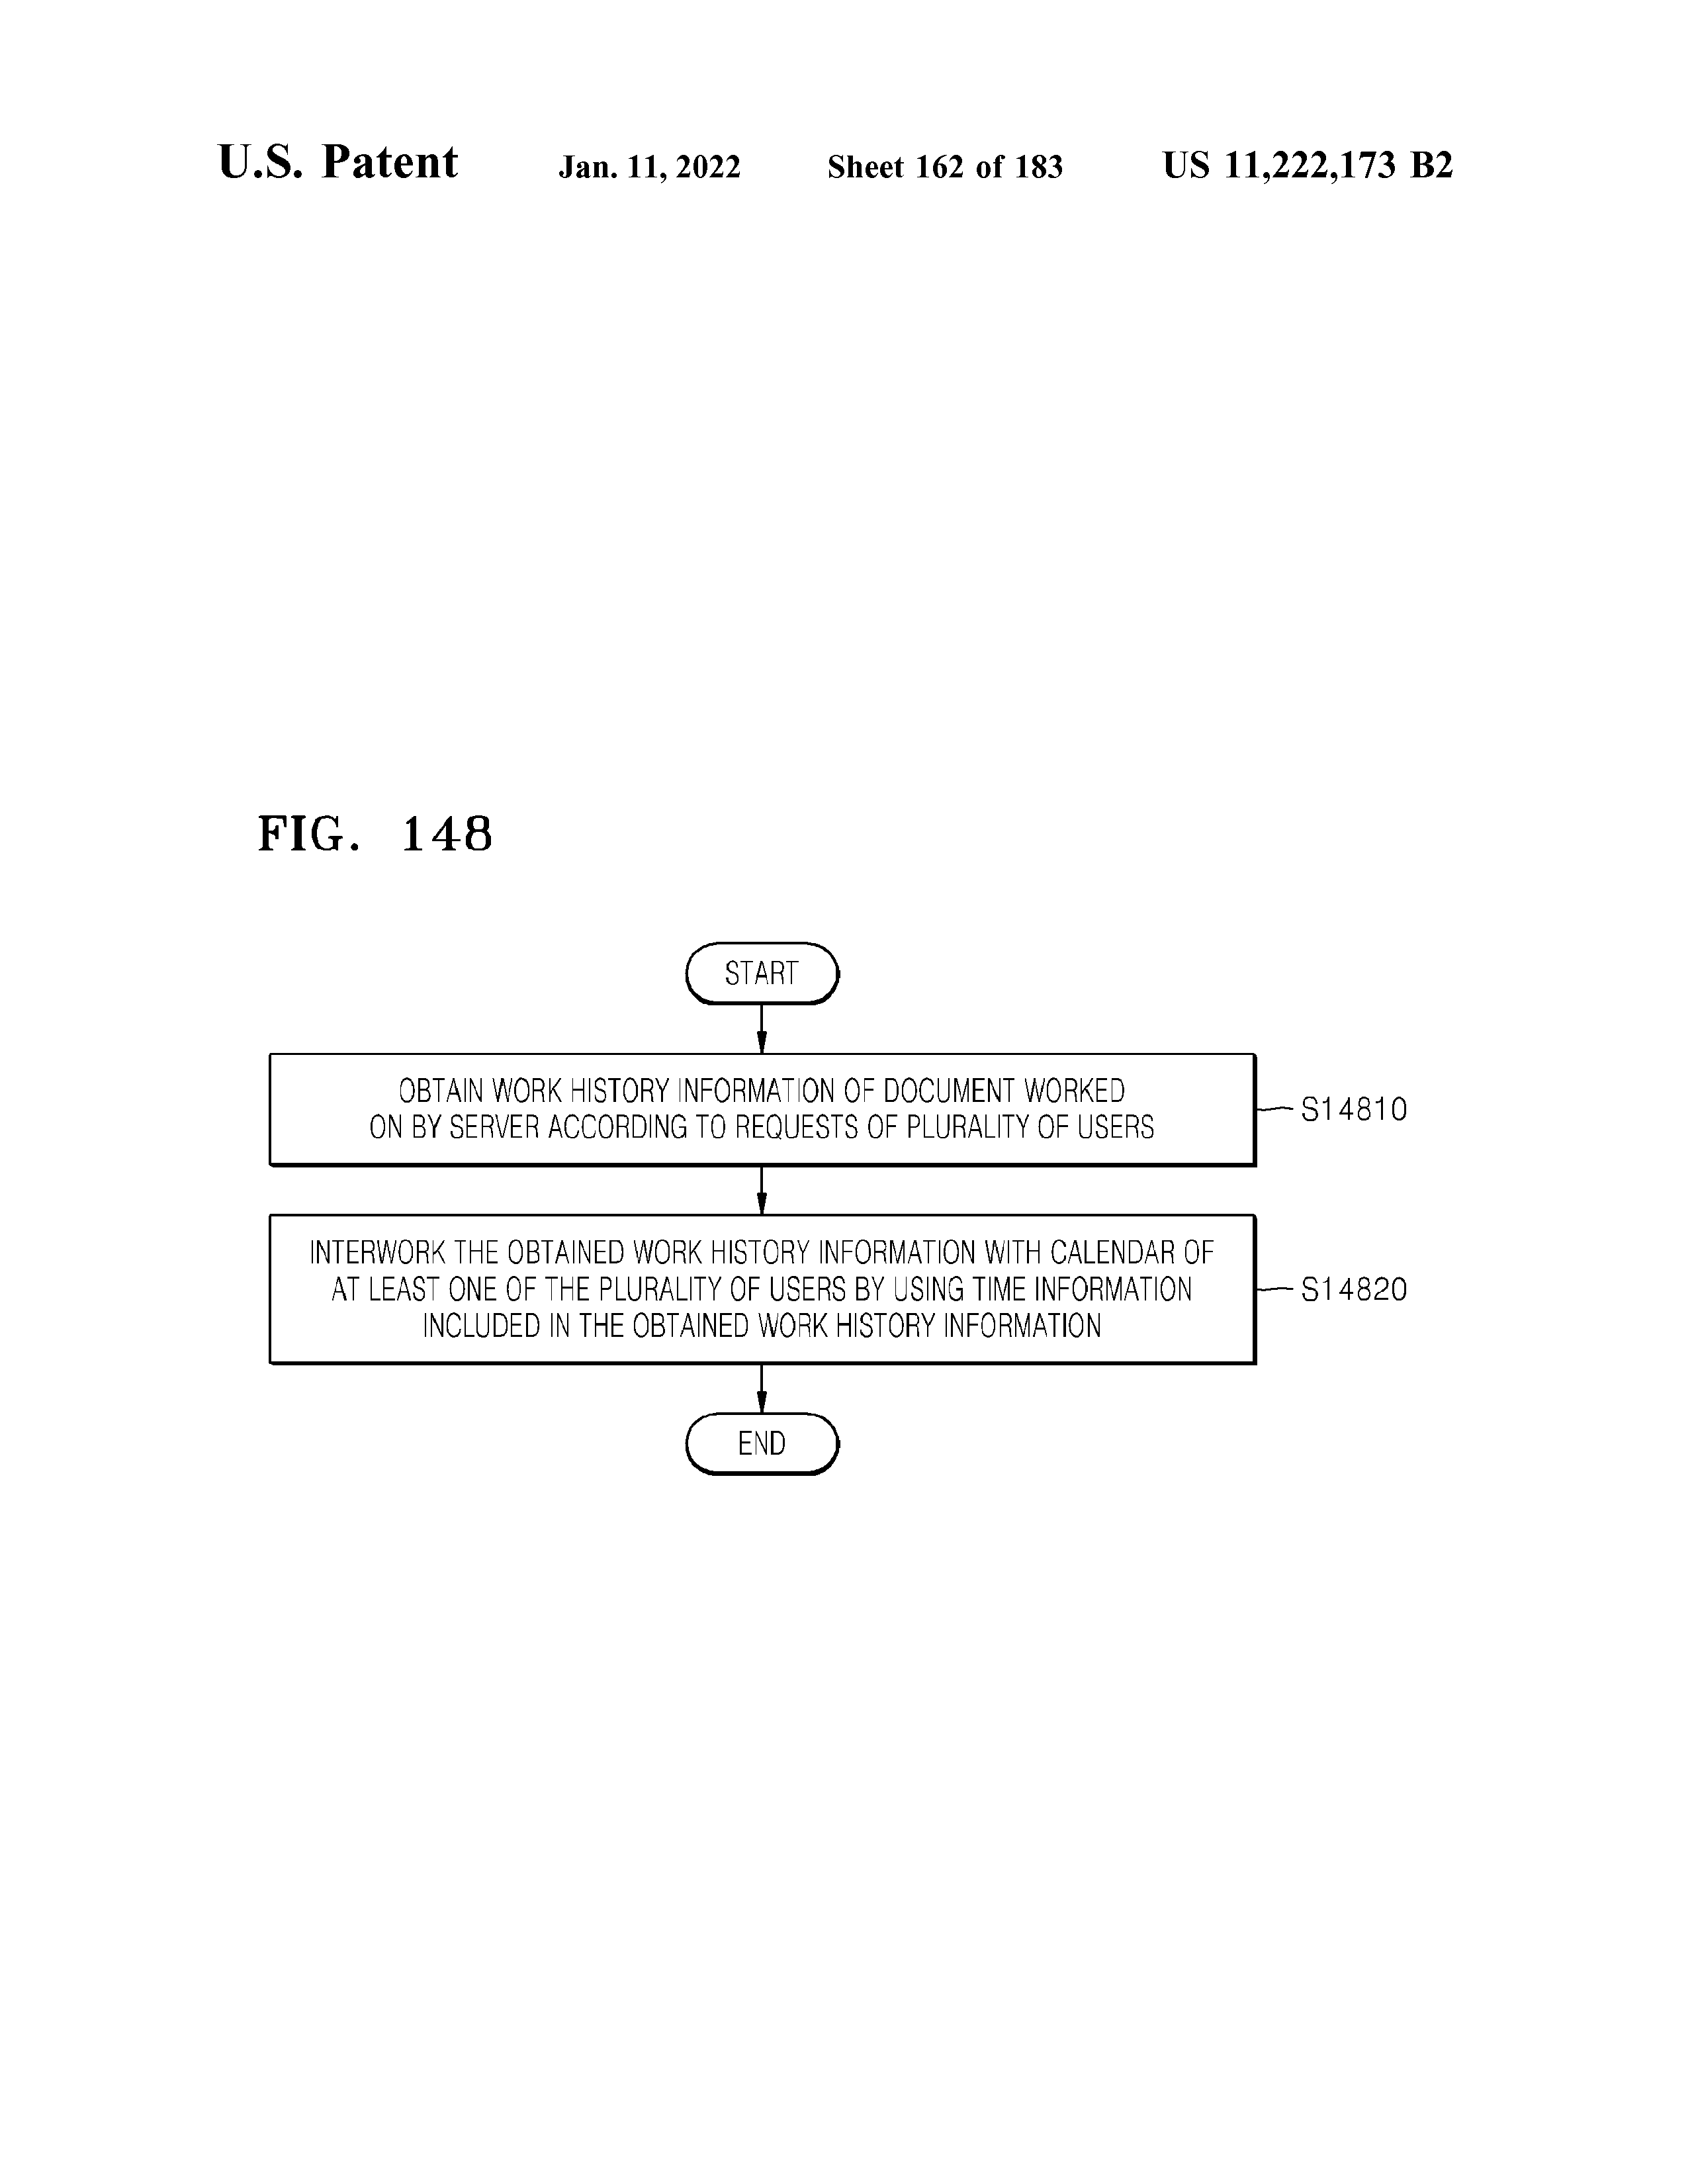 U.S. Patent Jan. 11, 2022 Sheet 162 of 183 US 11,222,173 B2
FIG. 148
START
OBTAIN WORK HISTORY INFORMATION OF DOCUMENT WORKED
ON BY SERVER ACCORDING TO REQUESTS OF PLURALITY OF USERS
S14810
INTERWORK THE OBTAINED WORK HISTORY INFORMATION WITH CALENDAR OF
AT LEAST ONE OF THE PLURALITY OF USERS BY USING TIME INFORMATION
INCLUDED IN THE OBTAINED WORK HISTORY INFORMATION
S14820
END